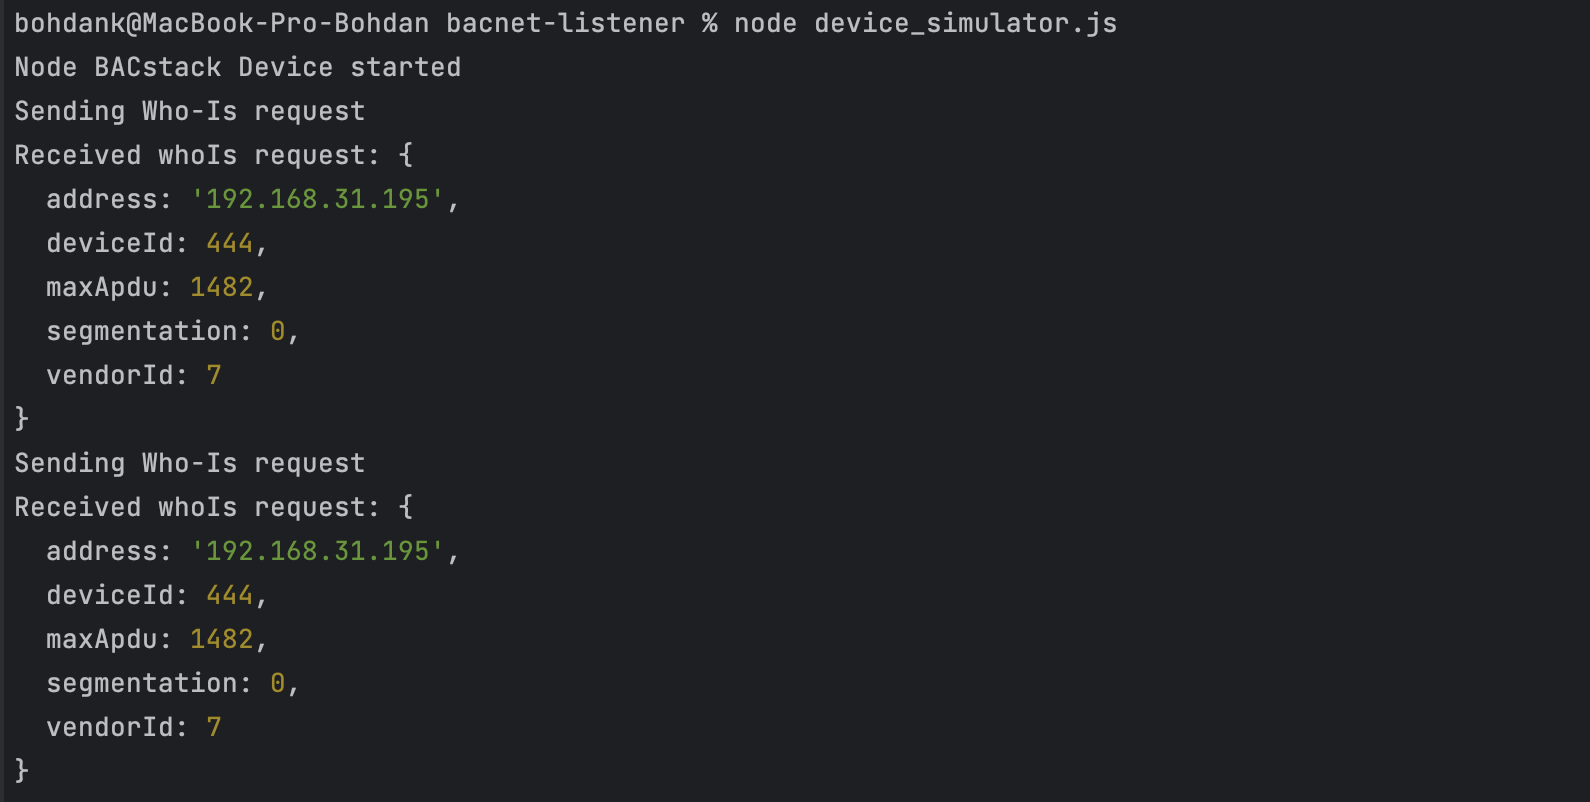 bohdank@MacBook-Pro-Bohdan bacnet-listener % node device_simulator.js
Node BACstack Device started
Sending Who-Is request
Received whoIs request: {
  address: '192.168.31.195',
  deviceId: 444,
  maxApdu: 1482,
  segmentation: 0,
  vendorId: 7
}
Sending Who-Is request
Received whoIs request: {
  address: '192.168.31.195',
  deviceId: 444,
  maxApdu: 1482,
  segmentation: 0,
  vendorId: 7
}